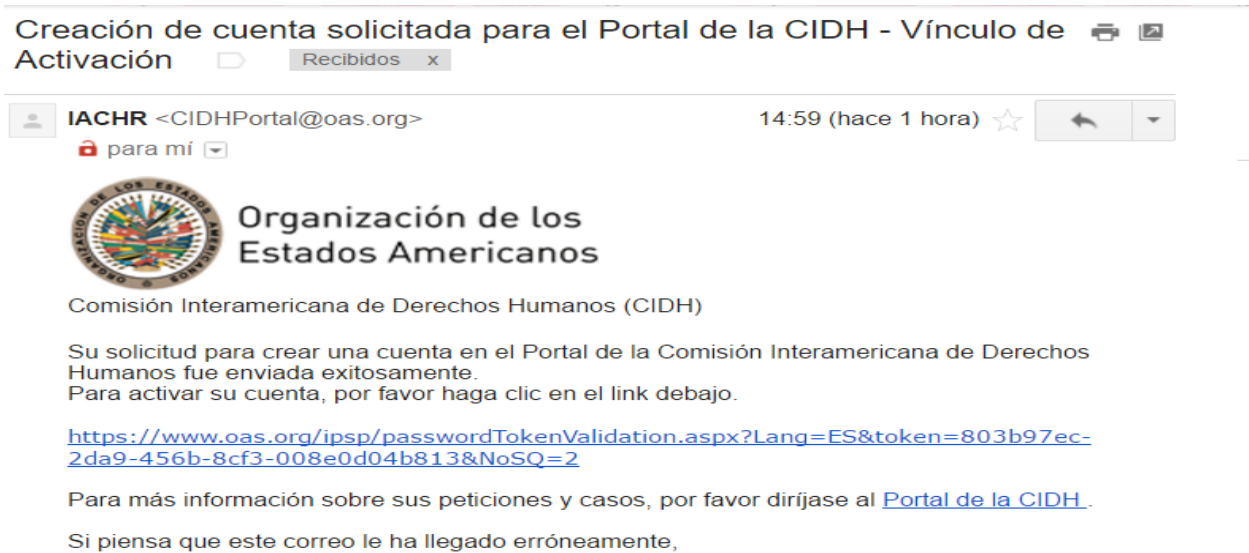 Creación de cuenta solicitada para el Portal de la CIDH - Vínculo de
Activación Recibidos x
IACHR <CIDHPortal@oas.org> 14:59 (hace 1 hora)
para mí
Organización de los
Estados Americanos
Comisión Interamericana de Derechos Humanos (CIDH)
Su solicitud para crear una cuenta en el Portal de la Comisión Interamericana de Derechos
Humanos fue enviada exitosamente.
Para activar su cuenta, por favor haga clic en el link debajo.
https://www.oas.org/ipsp/passwordTokenValidation.aspx?Lang=ES&token=803b97ec-
2da9-456b-8cf3-008e0d04b813&NoSQ=2
Para más información sobre sus peticiones y casos, por favor diríjase al Portal de la CIDH .
Si piensa que este correo le ha llegado erróneamente,